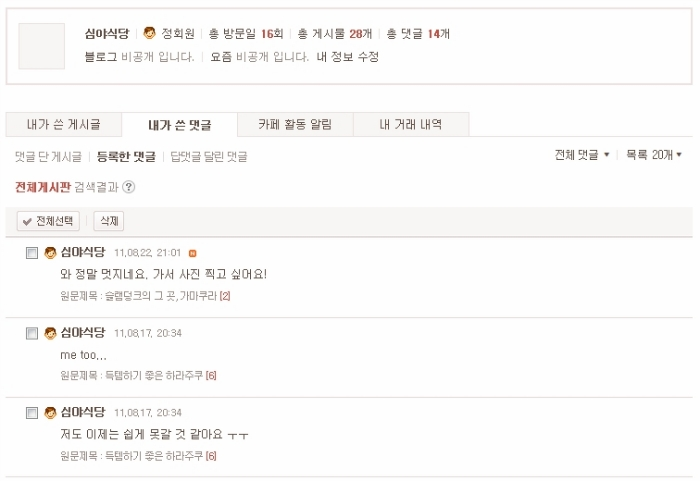 심야식당 정회원 총 방문일 16회 총 게시물 28개 총 댓글 14개
블로그 비공개 입니다. 요즘 비공개 입니다. 내 정보 수정
내가 쓴 게시글 내가 쓴 댓글 카페 활동 알림 내 거래 내역
댓글 단 게시글 등록한 댓글 답댓글 달린 댓글 전체 댓글 목록 20개
전체게시판 검색결과 ?
전체선택 삭제
심야식당 11.08.22. 21:01
와 정말 멋지네요. 가서 사진 찍고 싶어요!
원문제목 : 슬램덩크의 그 곳,가마쿠라 [2]
심야식당 11.08.17. 20:34
me too...
원문제목 : 득템하기 좋은 하라주쿠 [6]
심야식당 11.08.17. 20:34
저도 이제는 쉽게 못갈 것 같아요 ㅜㅜ
원문제목 : 득템하기 좋은 하라주쿠 [6]